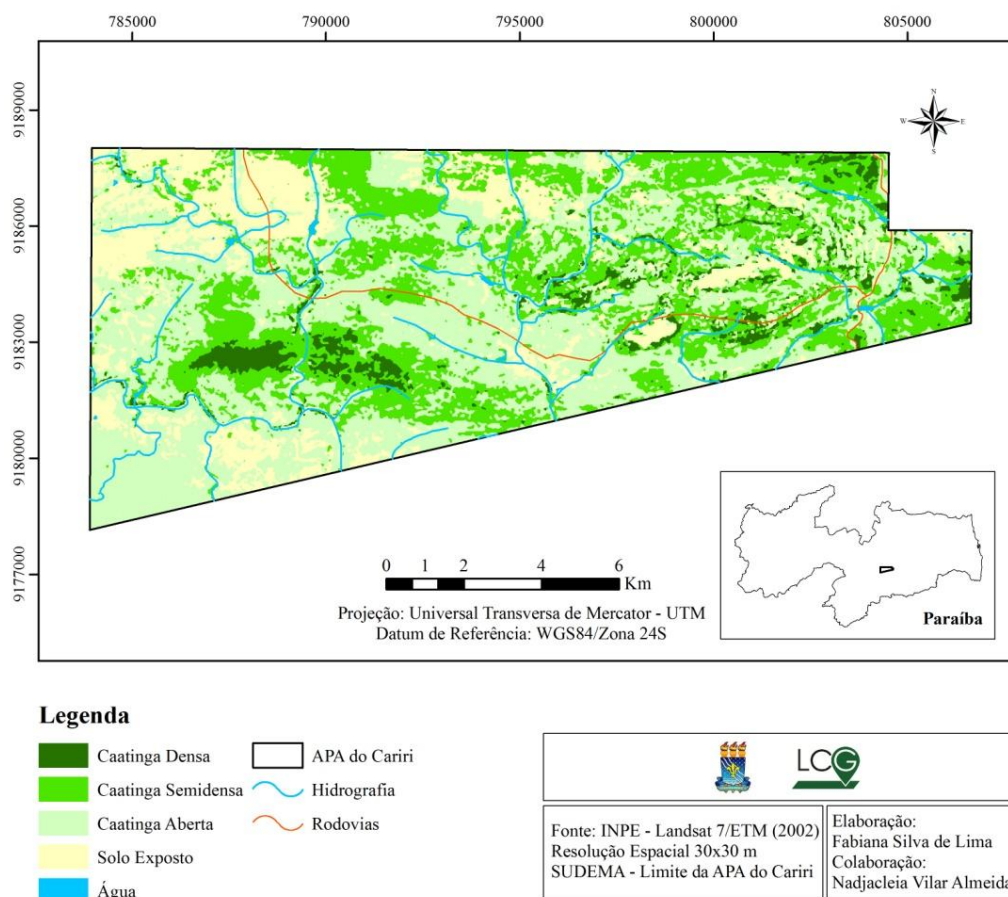 785000
790000
795000
800000
805000
9189000
9186000
9183000
9180000
9177000
N
W
E
S
0 1 2 4 6
Km
Projeção: Universal Transversa de Mercator - UTM
Datum de Referência: WGS84/Zona 24S
Paraíba
Legenda
Caatinga Densa
Caatinga Semidensa
Caatinga Aberta
Solo Exposto
Água
APA do Cariri
Hidrografia
Rodovias
LCG
Fonte: INPE - Landsat 7/ETM (2002)
Resolução Espacial 30x30 m
SUDEMA - Limite da APA do Cariri
Elaboração:
Fabiana Silva de Lima
Colaboração:
Nadjacleia Vilar Almeida